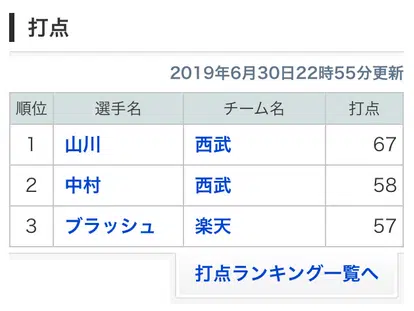 打点
2019年6月30日22時55分更新
順位 選手名 チーム名 打点
1 山川 西武 67
2 中村 西武 58
3 ブラッシュ 楽天 57
打点ランキング一覧へ